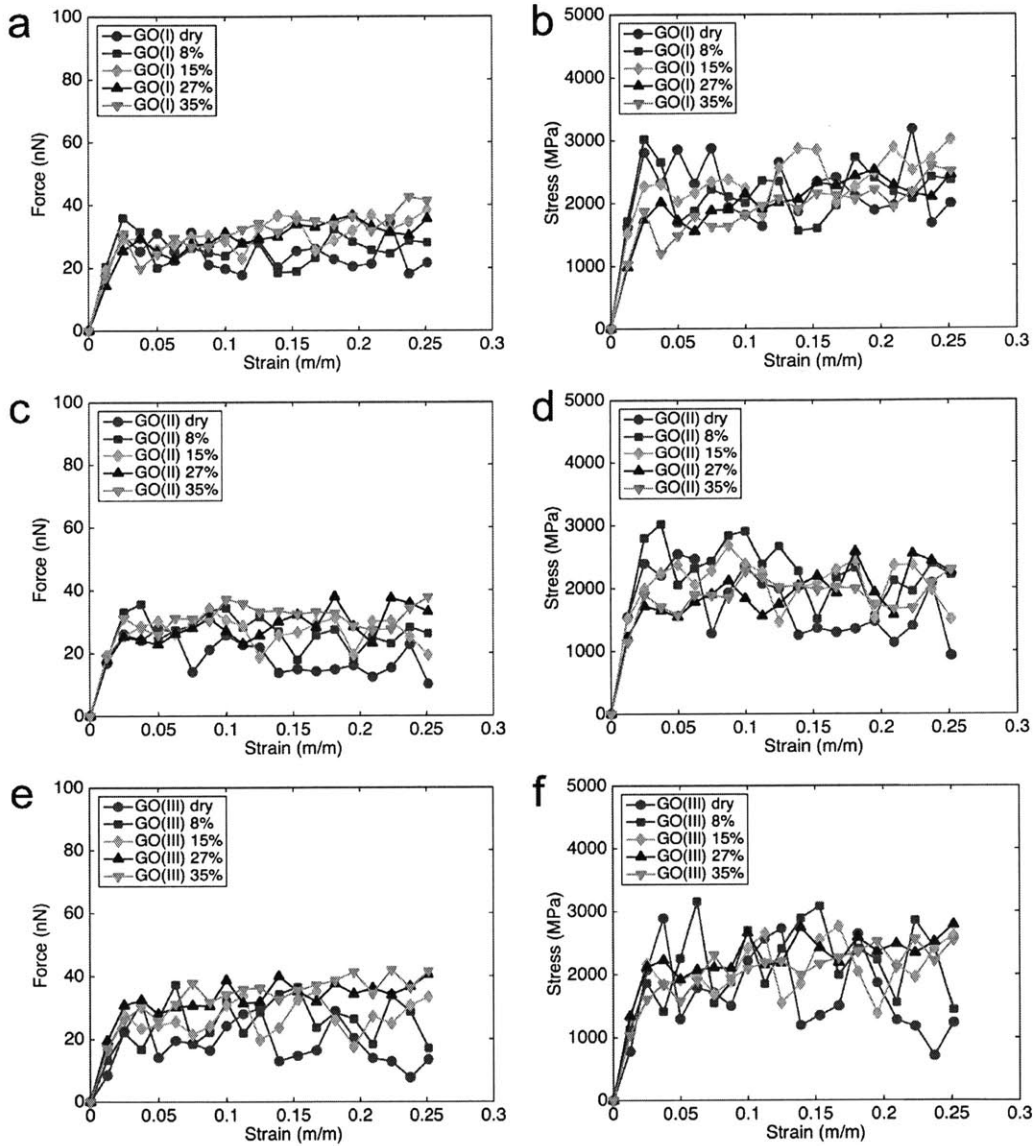 a
100
80
60
40
20
0
Force (nN)
GO(I) dry
GO(I) 8%
GO(I) 15%
GO(I) 27%
GO(I) 35%
0 0.05 0.1 0.15 0.2 0.25 0.3
Strain (m/m)
b
5000
4000
3000
2000
1000
0
Stress (MPa)
GO(I) dry
GO(I) 8%
GO(I) 15%
GO(I) 27%
GO(I) 35%
0 0.05 0.1 0.15 0.2 0.25 0.3
Strain (m/m)
c
100
80
60
40
20
0
Force (nN)
GO(II) dry
GO(II) 8%
GO(II) 15%
GO(II) 27%
GO(II) 35%
0 0.05 0.1 0.15 0.2 0.25 0.3
Strain (m/m)
d
5000
4000
3000
2000
1000
0
Stress (MPa)
GO(II) dry
GO(II) 8%
GO(II) 15%
GO(II) 27%
GO(II) 35%
0 0.05 0.1 0.15 0.2 0.25 0.3
Strain (m/m)
e
100
80
60
40
20
0
Force (nN)
GO(III) dry
GO(III) 8%
GO(III) 15%
GO(III) 27%
GO(III) 35%
0 0.05 0.1 0.15 0.2 0.25 0.3
Strain (m/m)
f
5000
4000
3000
2000
1000
0
Stress (MPa)
GO(III) dry
GO(III) 8%
GO(III) 15%
GO(III) 27%
GO(III) 35%
0 0.05 0.1 0.15 0.2 0.25 0.3
Strain (m/m)